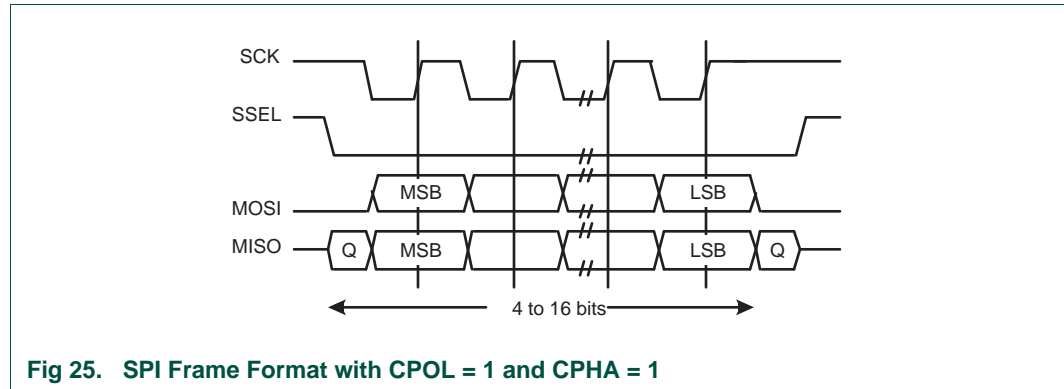 SCK
SSEL
MOSI MSB LSB
MISO Q MSB LSB Q
4 to 16 bits
Fig 25. SPI Frame Format with CPOL = 1 and CPHA = 1